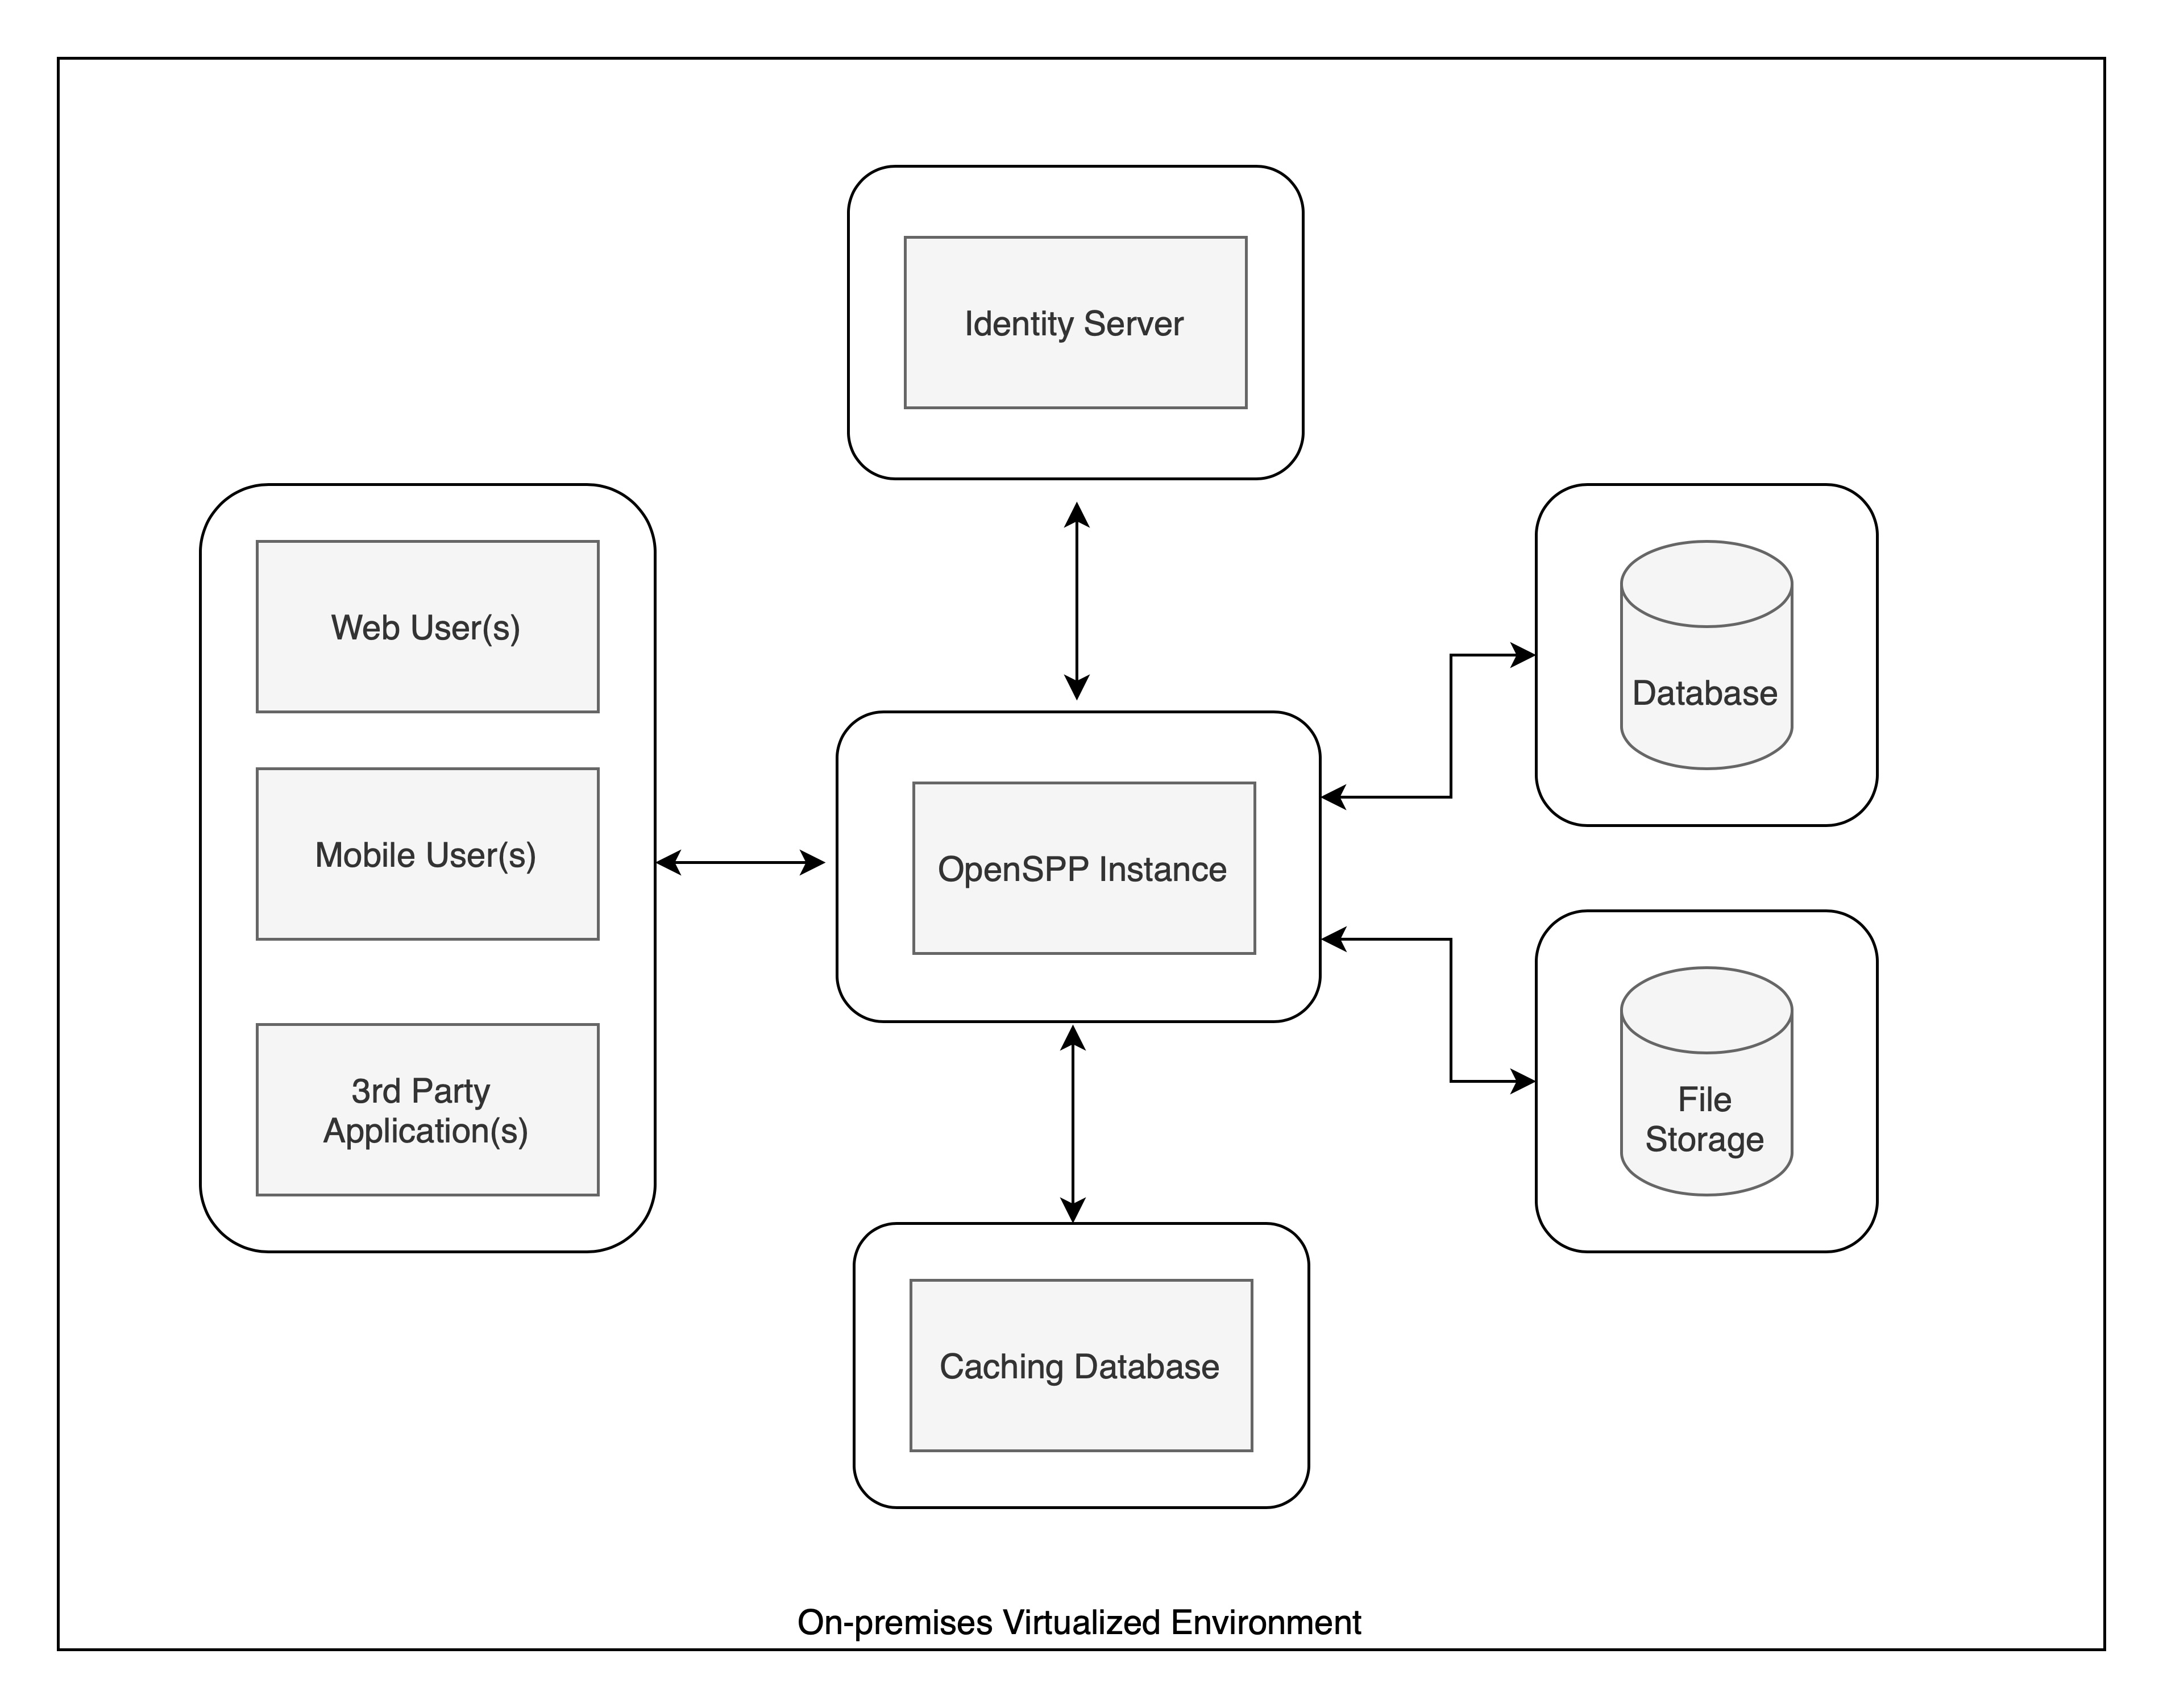 Identity Server
Web User(s)
Mobile User(s)
3rd Party
Application(s)
OpenSPP Instance
Database
File
Storage
Caching Database
On-premises Virtualized Environment